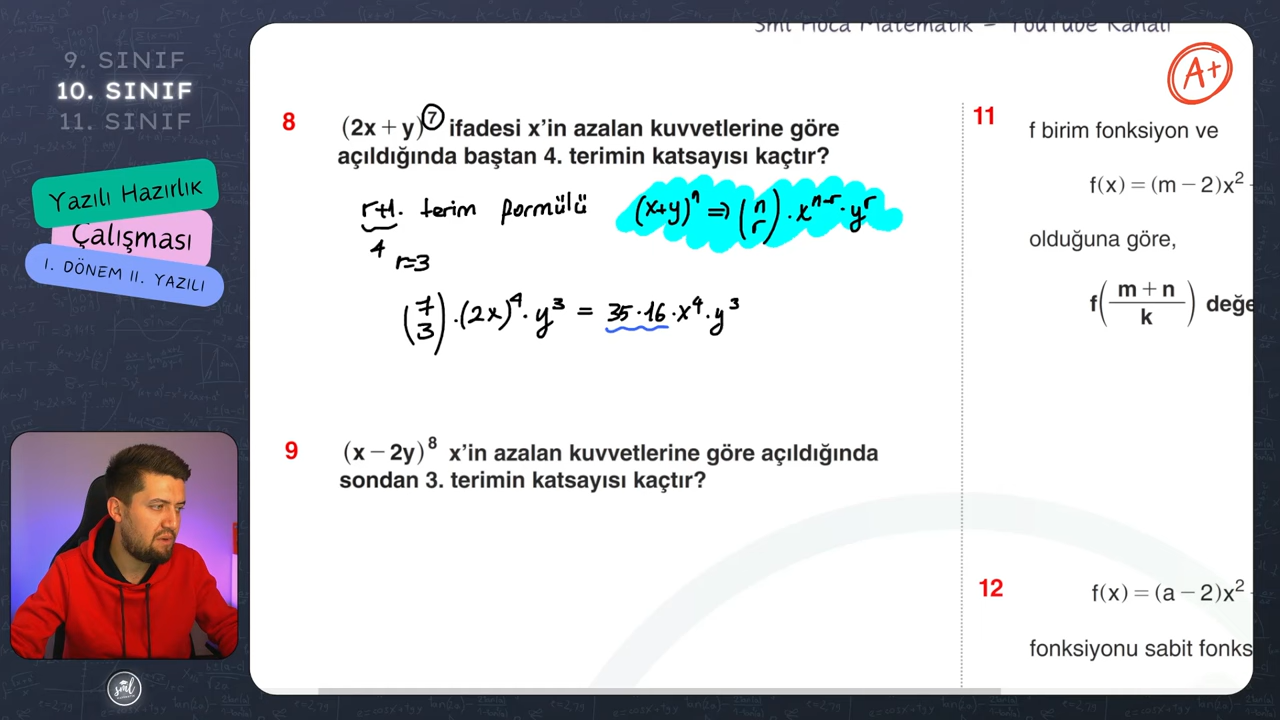 Sml Hoca Matematik - YouTube Kanalı
9. SINIF
10. SINIF
11. SINIF
Yazılı Hazırlık
Çalışması
I. DÖNEM II. YAZILI
A+
8 (2x + y)⁷ ifadesi x'in azalan kuvvetlerine göre
açıldığında baştan 4. terimin katsayısı kaçtır?
r+1. terim formülü (x+y)ⁿ ⇒ (n r) · xⁿ⁻ʳ · yʳ
4
r=3
(7 3) · (2x)⁴ · y³ = 35·16 · x⁴ · y³
9 (x − 2y)⁸ x'in azalan kuvvetlerine göre açıldığında
sondan 3. terimin katsayısı kaçtır?
11 f birim fonksiyon ve
f(x) = (m − 2)x²
olduğuna göre,
f((m + n)/k) değe
12 f(x) = (a − 2)x²
fonksiyonu sabit fonks
sml